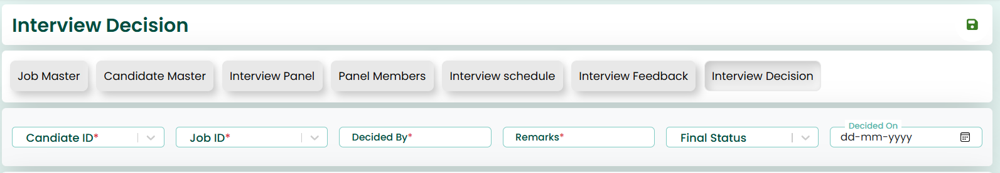 Interview Decision
Job Master Candidate Master Interview Panel Panel Members Interview schedule Interview Feedback Interview Decision
Decided On
Candiate ID* Job ID* Decided By* Remarks* Final Status dd-mm-yyyy